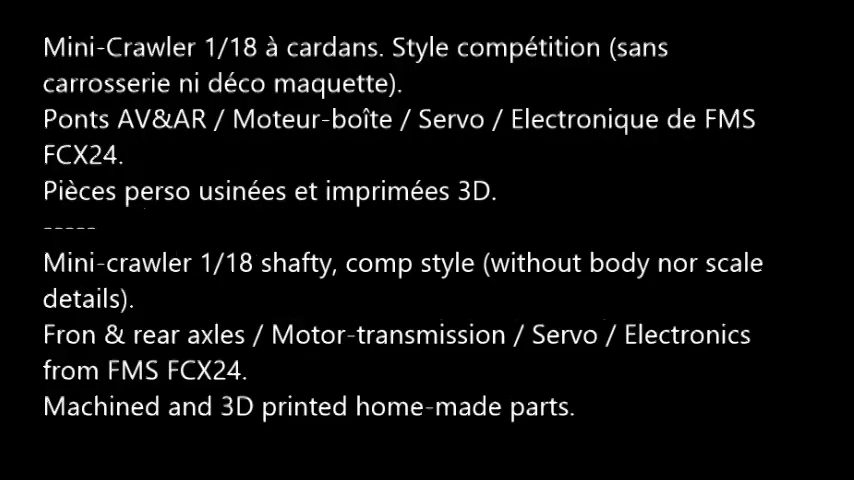 Mini-Crawler 1/18 à cardans. Style compétition (sans
carrosserie ni déco maquette).
Ponts AV&AR / Moteur-boîte / Servo / Electronique de FMS
FCX24.
Pièces perso usinées et imprimées 3D.
-----
Mini-crawler 1/18 shafty, comp style (without body nor scale
details).
Fron & rear axles / Motor-transmission / Servo / Electronics
from FMS FCX24.
Machined and 3D printed home-made parts.